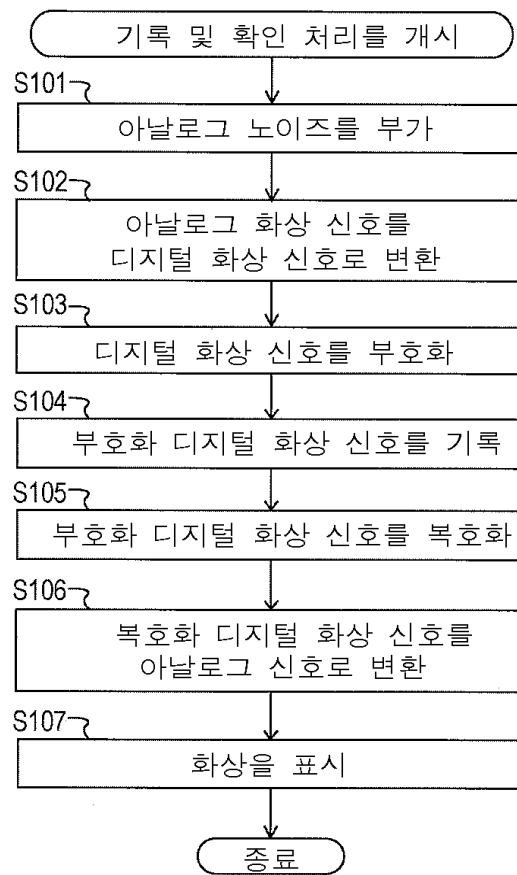 기록 및 확인 처리를 개시
S101
아날로그 노이즈를 부가
S102
아날로그 화상 신호를
디지털 화상 신호로 변환
S103
디지털 화상 신호를 부호화
S104
부호화 디지털 화상 신호를 기록
S105
부호화 디지털 화상 신호를 복호화
S106
복호화 디지털 화상 신호를
아날로그 신호로 변환
S107
화상을 표시
종료